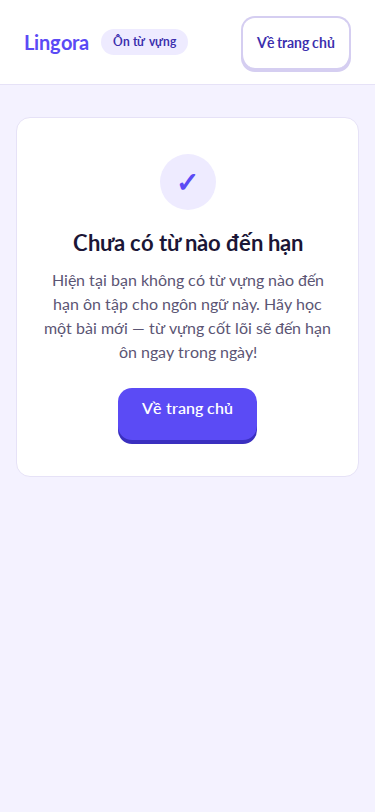 Lingora
Ôn từ vựng
Về trang chủ
✓
Chưa có từ nào đến hạn
Hiện tại bạn không có từ vựng nào đến
hạn ôn tập cho ngôn ngữ này. Hãy học
một bài mới — từ vựng cốt lõi sẽ đến hạn
ôn ngay trong ngày!
Về trang chủ